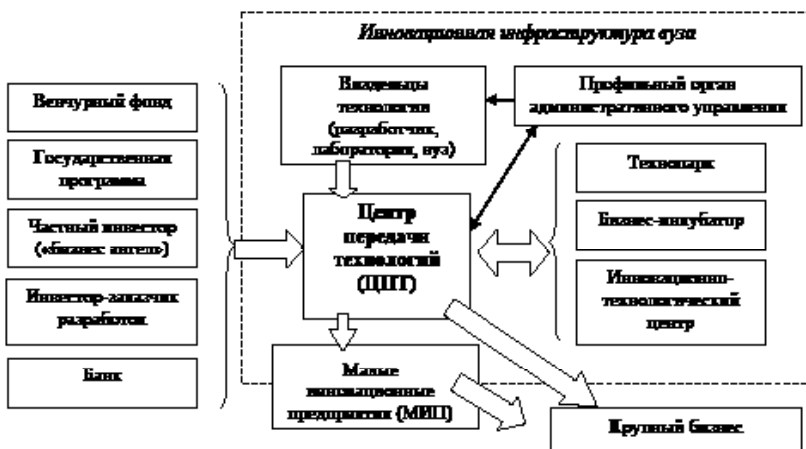 Инновационная инфраструктура вуза
Венчурный фонд
Государственная
программа
Частный инвестор
(«бизнес ангел»)
Инвестор-заказчик
разработок
Банк
Владельцы
технологии
(разработчик,
лаборатория, вуз)
Центр
передачи
технологий
(ЦПТ)
Малые
инновационные
предприятия (МИП)
Профильный орган
административного управления
Технопарк
Бизнес-инкубатор
Инновационно-
технологический
центр
Крупный бизнес